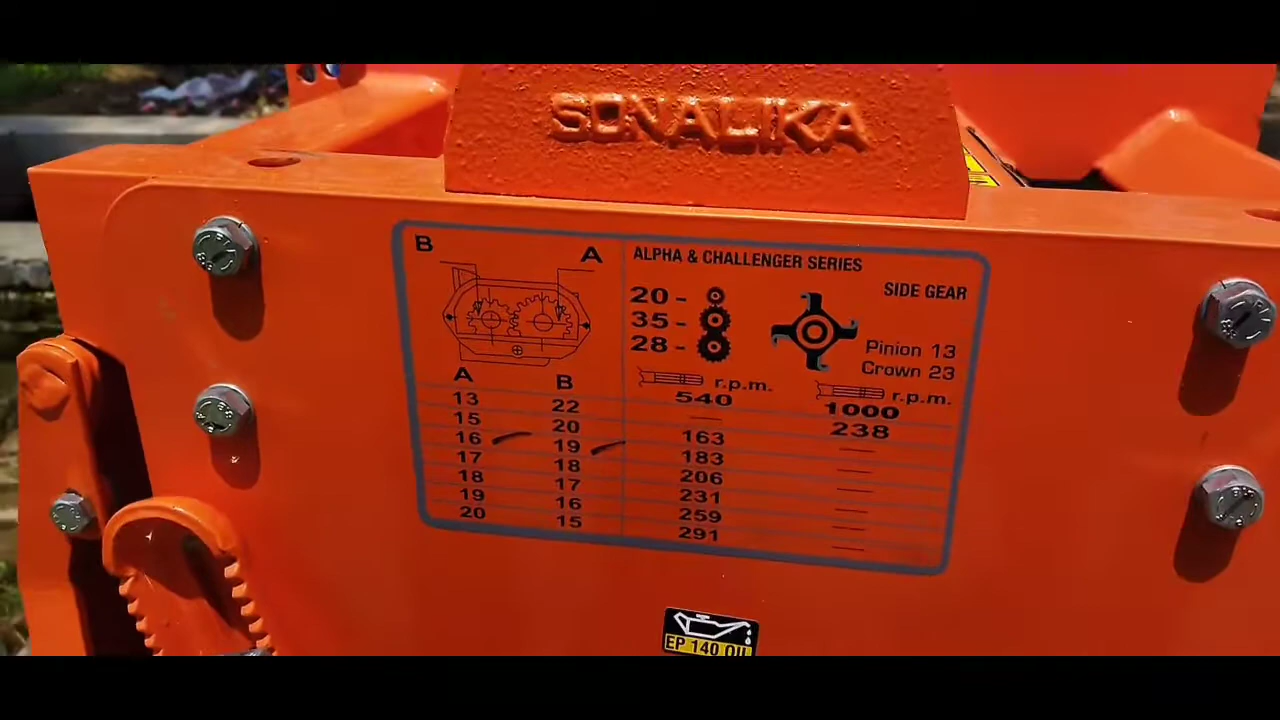 SONALIKA
B A
ALPHA & CHALLENGER SERIES
SIDE GEAR
20 -
35 -
28 -
Pinion 13
Crown 23
r.p.m. r.p.m.
A B 540 1000
13 22 — 238
15 20 163 —
16 19 183 —
17 18 206 —
18 17 231 —
19 16 259 —
20 15 291 —
EP 140 OIL